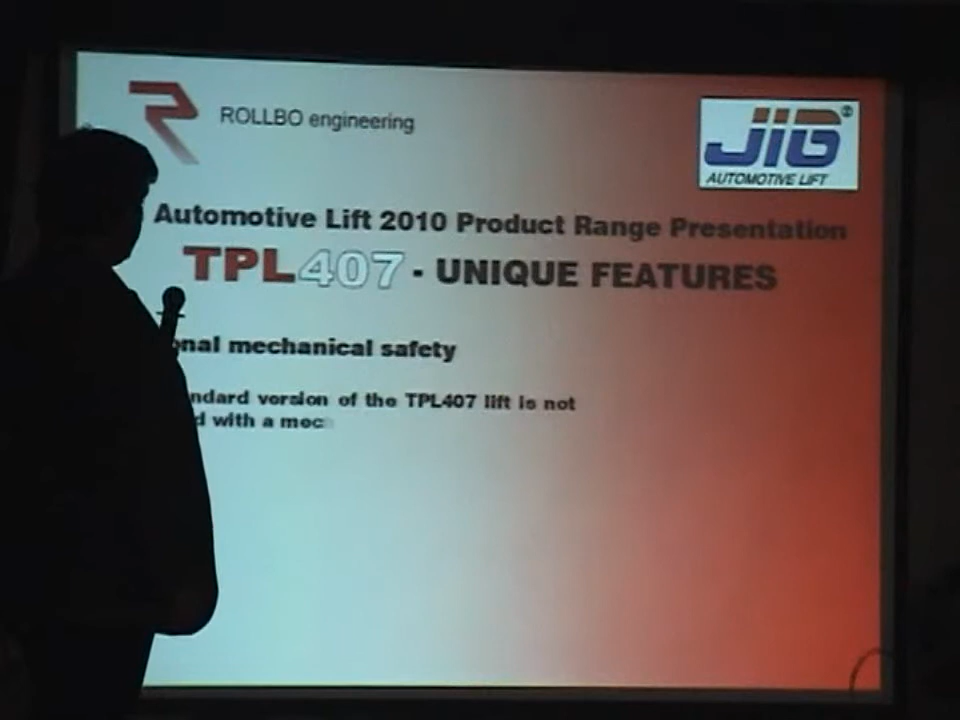 ROLLBO engineering
JIG®
AUTOMOTIVE LIFT
Automotive Lift 2010 Product Range Presentation
TPL407 - UNIQUE FEATURES
onal mechanical safety
ndard version of the TPL407 lift is not
d with a mec